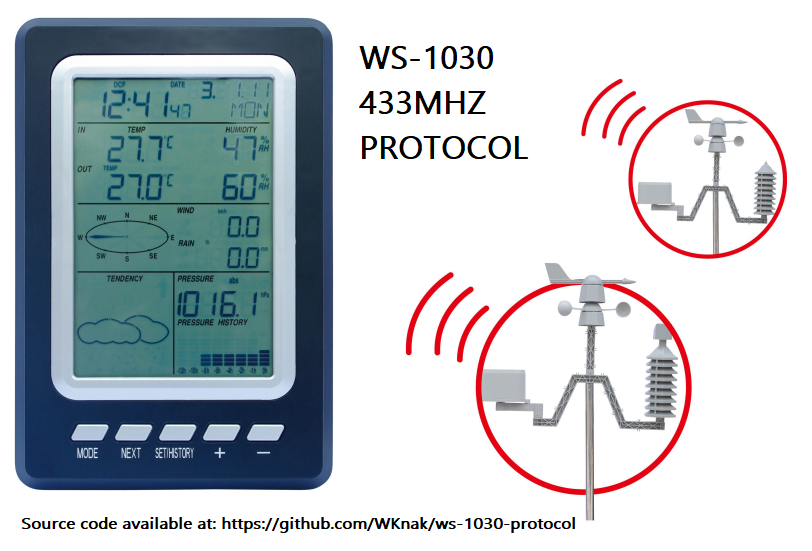 WS-1030
433MHZ
PROTOCOL
DCF DATE
12:41 47 3. 1.11
MON
IN TEMP HUMIDITY
27.7°C 47 % RH
OUT TEMP
27.0°C 60 % RH
WIND
0.0
RAIN
0.0
NW N NE
W E
SW S SE
TENDENCY
PRESSURE abs
1016.1 hPa
PRESSURE HISTORY
MODE NEXT SET/HISTORY + −
Source code available at: https://github.com/WKnak/ws-1030-protocol